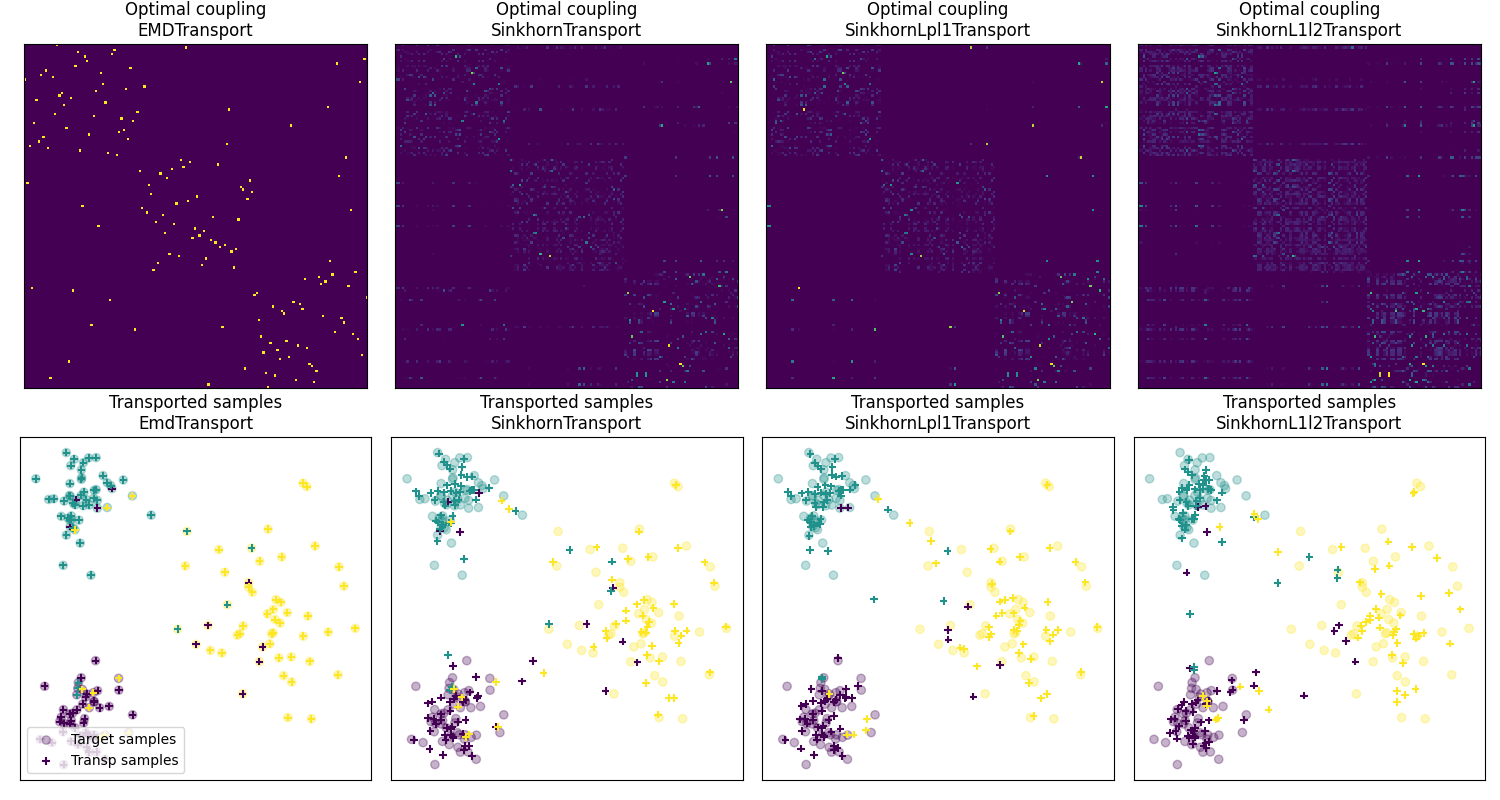 Optimal coupling
EMDTransport
Optimal coupling
SinkhornTransport
Optimal coupling
SinkhornLpl1Transport
Optimal coupling
SinkhornL1l2Transport
Transported samples
EmdTransport
Transported samples
SinkhornTransport
Transported samples
SinkhornLpl1Transport
Transported samples
SinkhornL1l2Transport
Target samples
Transp samples